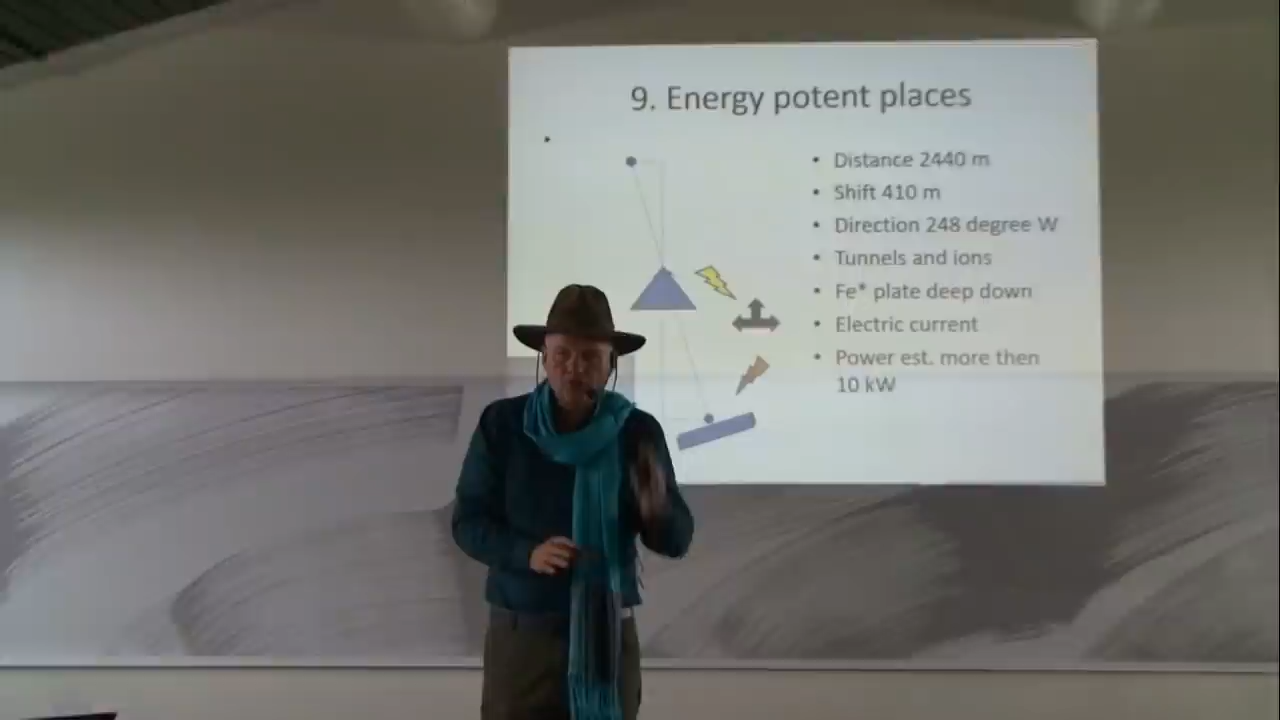 9. Energy potent places
• Distance 2440 m
• Shift 410 m
• Direction 248 degree W
• Tunnels and ions
• Fe* plate deep down
• Electric current
• Power est. more then
10 kW